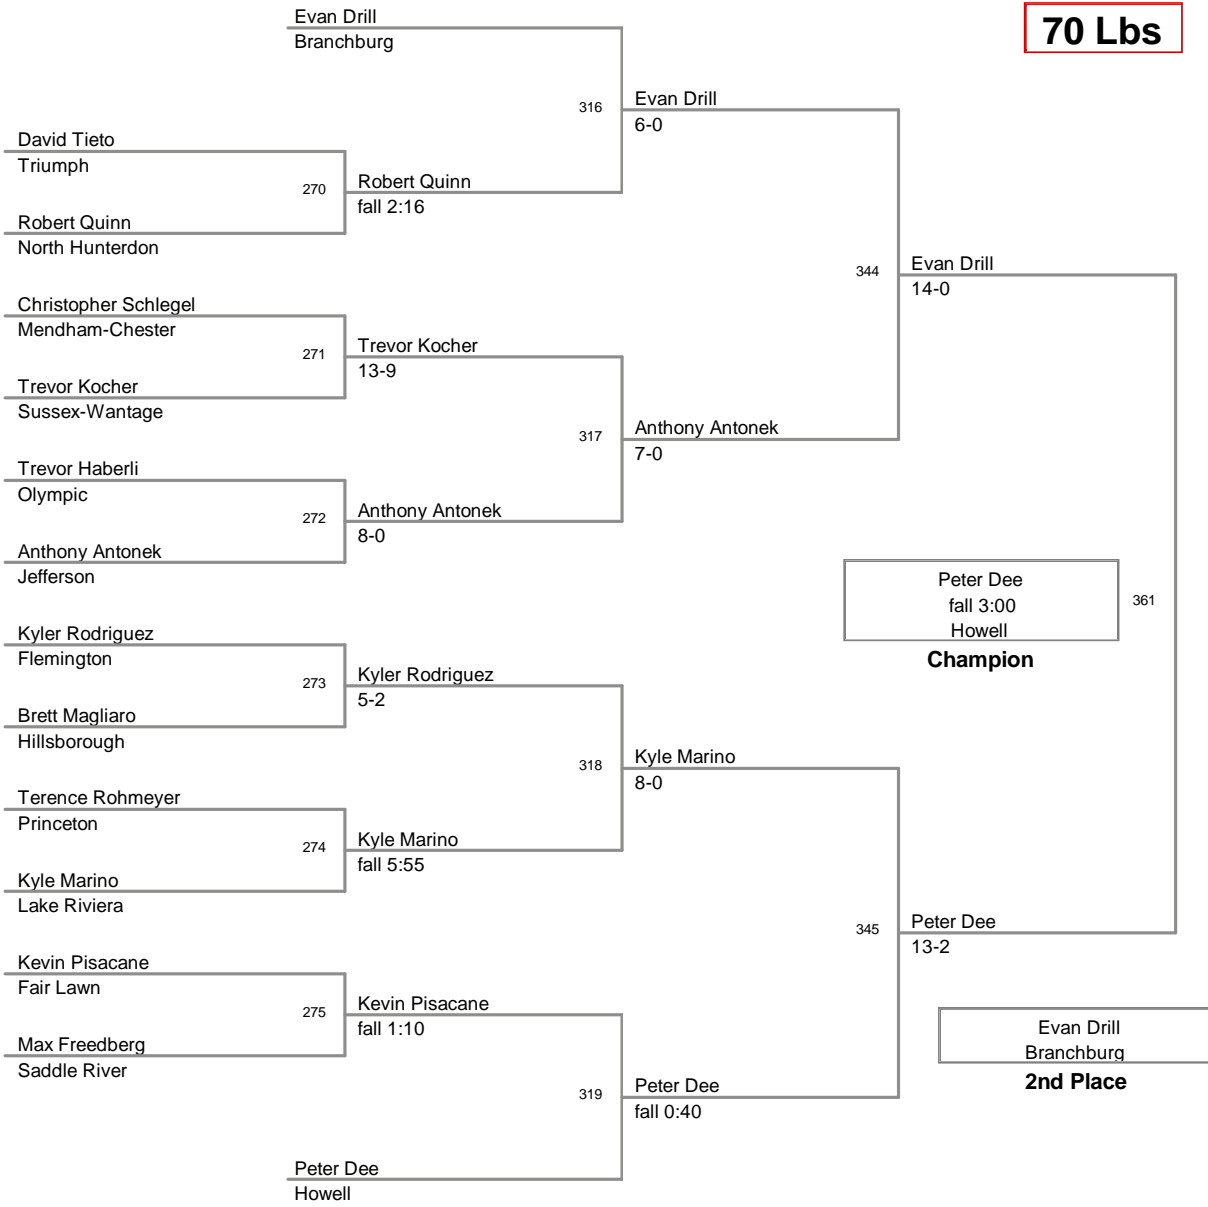 Evan Drill
Branchburg
70 Lbs
316
Evan Drill
6-0
David Tieto
Triumph
270
Robert Quinn
fall 2:16
Robert Quinn
North Hunterdon
344
Evan Drill
14-0
Christopher Schlegel
Mendham-Chester
271
Trevor Kocher
13-9
Trevor Kocher
Sussex-Wantage
317
Anthony Antonek
7-0
Trevor Haberli
Olympic
272
Anthony Antonek
8-0
Anthony Antonek
Jefferson
Peter Dee
fall 3:00
Howell
361
Champion
Kyler Rodriguez
Flemington
273
Kyler Rodriguez
5-2
Brett Magliaro
Hillsborough
318
Kyle Marino
8-0
Terence Rohmeyer
Princeton
274
Kyle Marino
fall 5:55
Kyle Marino
Lake Riviera
345
Peter Dee
13-2
Kevin Pisacane
Fair Lawn
275
Kevin Pisacane
fall 1:10
Max Freedberg
Saddle River
Evan Drill
Branchburg
2nd Place
319
Peter Dee
fall 0:40
Peter Dee
Howell